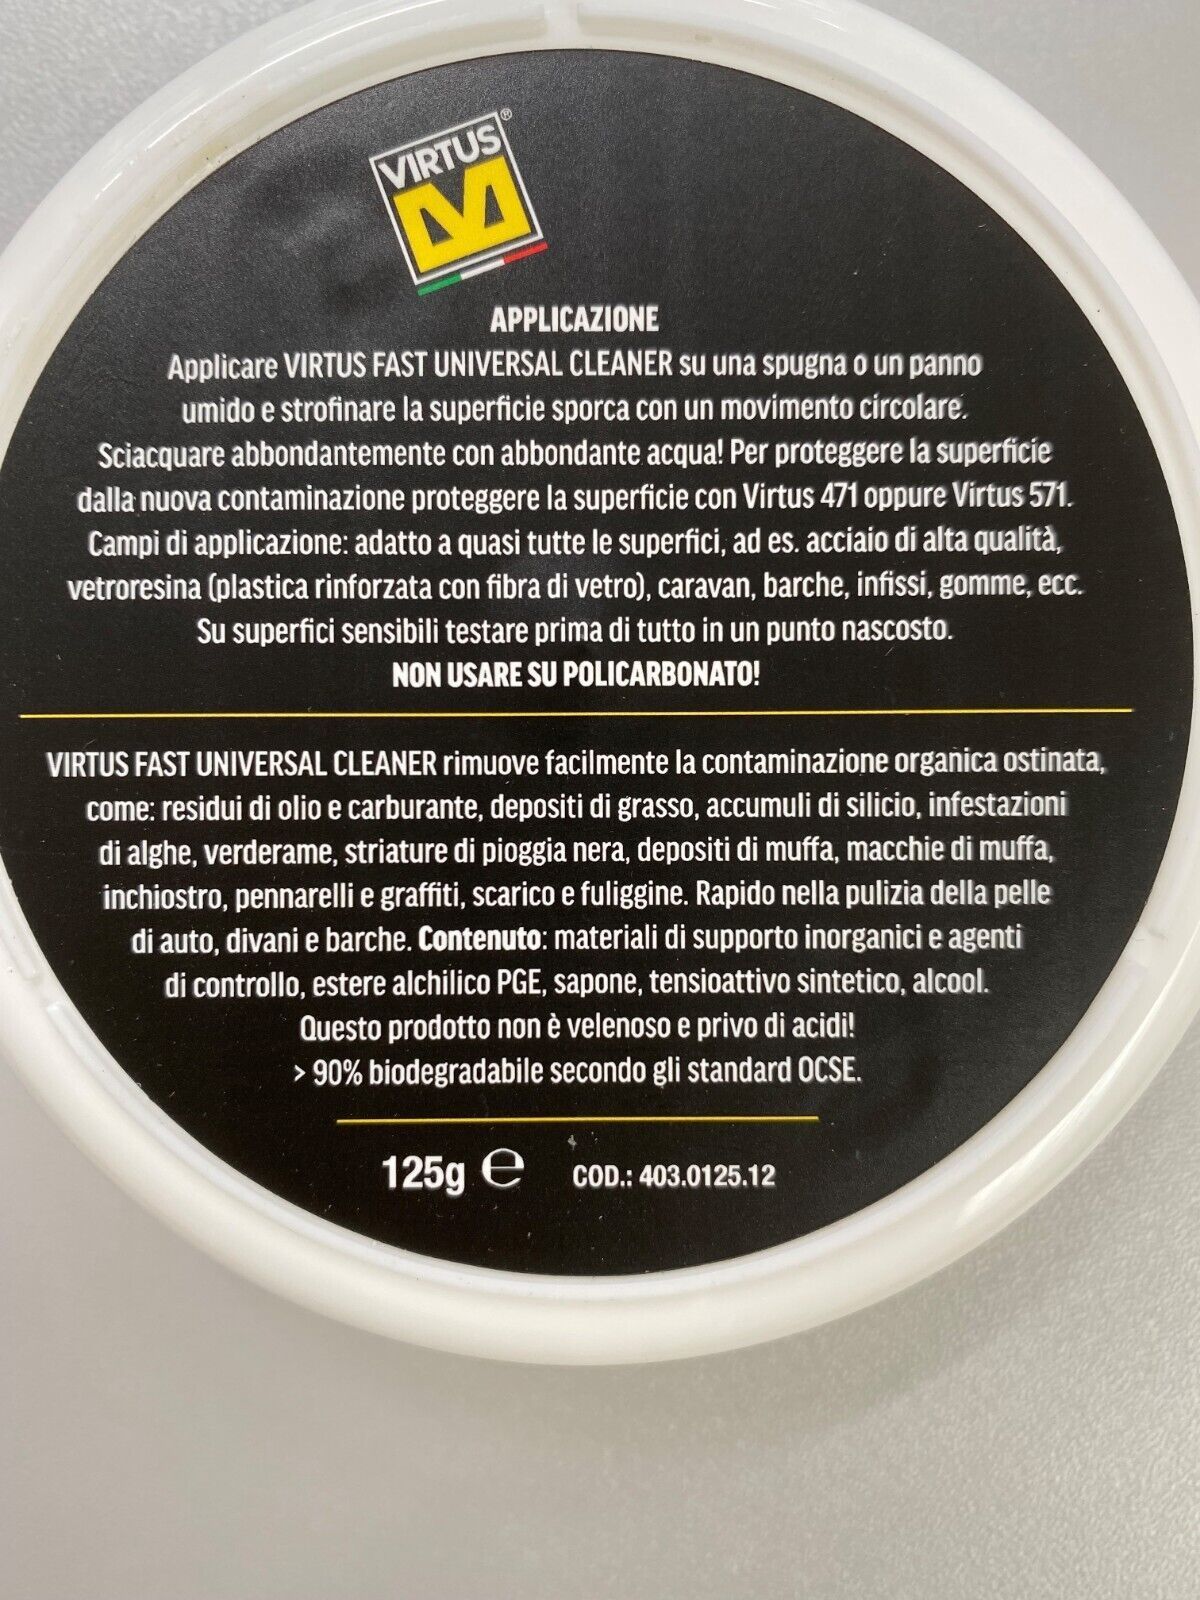 VIRTUS®
APPLICAZIONE
Applicare VIRTUS FAST UNIVERSAL CLEANER su una spugna o un panno
umido e strofinare la superficie sporca con un movimento circolare.
Sciacquare abbondantemente con abbondante acqua! Per proteggere la superficie
dalla nuova contaminazione proteggere la superficie con Virtus 471 oppure Virtus 571.
Campi di applicazione: adatto a quasi tutte le superfici, ad es. acciaio di alta qualità,
vetroresina (plastica rinforzata con fibra di vetro), caravan, barche, infissi, gomme, ecc.
Su superfici sensibili testare prima di tutto in un punto nascosto.
NON USARE SU POLICARBONATO!
VIRTUS FAST UNIVERSAL CLEANER rimuove facilmente la contaminazione organica ostinata,
come: residui di olio e carburante, depositi di grasso, accumuli di silicio, infestazioni
di alghe, verderame, striature di pioggia nera, depositi di muffa, macchie di muffa,
inchiostro, pennarelli e graffiti, scarico e fuliggine. Rapido nella pulizia della pelle
di auto, divani e barche. Contenuto: materiali di supporto inorganici e agenti
di controllo, estere alchilico PGE, sapone, tensioattivo sintetico, alcool.
Questo prodotto non è velenoso e privo di acidi!
> 90% biodegradabile secondo gli standard OCSE.
125g ℮ COD.: 403.0125.12